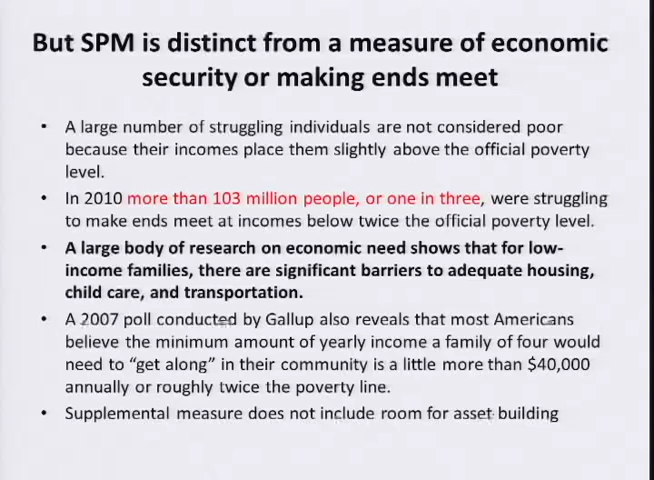 But SPM is distinct from a measure of economic
security or making ends meet
• A large number of struggling individuals are not considered poor
because their incomes place them slightly above the official poverty
level.
• In 2010 more than 103 million people, or one in three, were struggling
to make ends meet at incomes below twice the official poverty level.
• A large body of research on economic need shows that for low-
income families, there are significant barriers to adequate housing,
child care, and transportation.
• A 2007 poll conducted by Gallup also reveals that most Americans
believe the minimum amount of yearly income a family of four would
need to “get along” in their community is a little more than $40,000
annually or roughly twice the poverty line.
• Supplemental measure does not include room for asset building